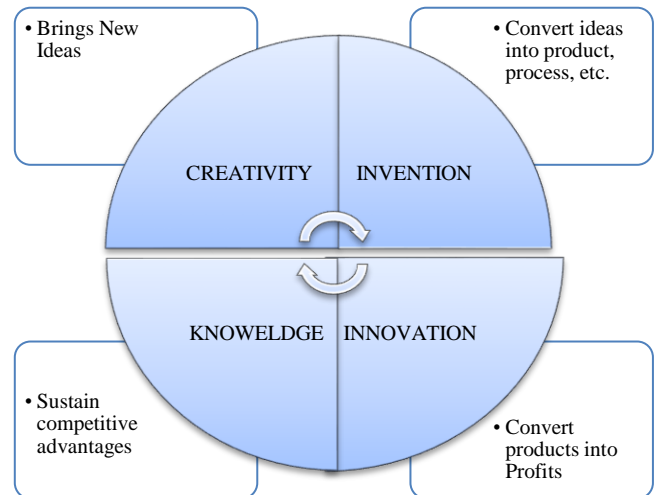 • Brings New
Ideas
• Convert ideas
into product,
process, etc.
CREATIVITY
INVENTION
KNOWELDGE
INNOVATION
• Sustain
competitive
advantages
• Convert
products into
Profits